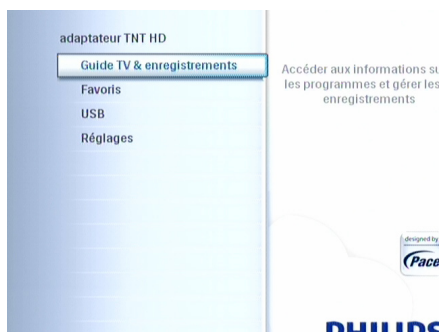 adaptateur TNT HD
Guide TV & enregistrements
Favoris
USB
Réglages
Accéder aux informations su
les programmes et gérer les
enregistrements
designed by
Pace
PHILIPS